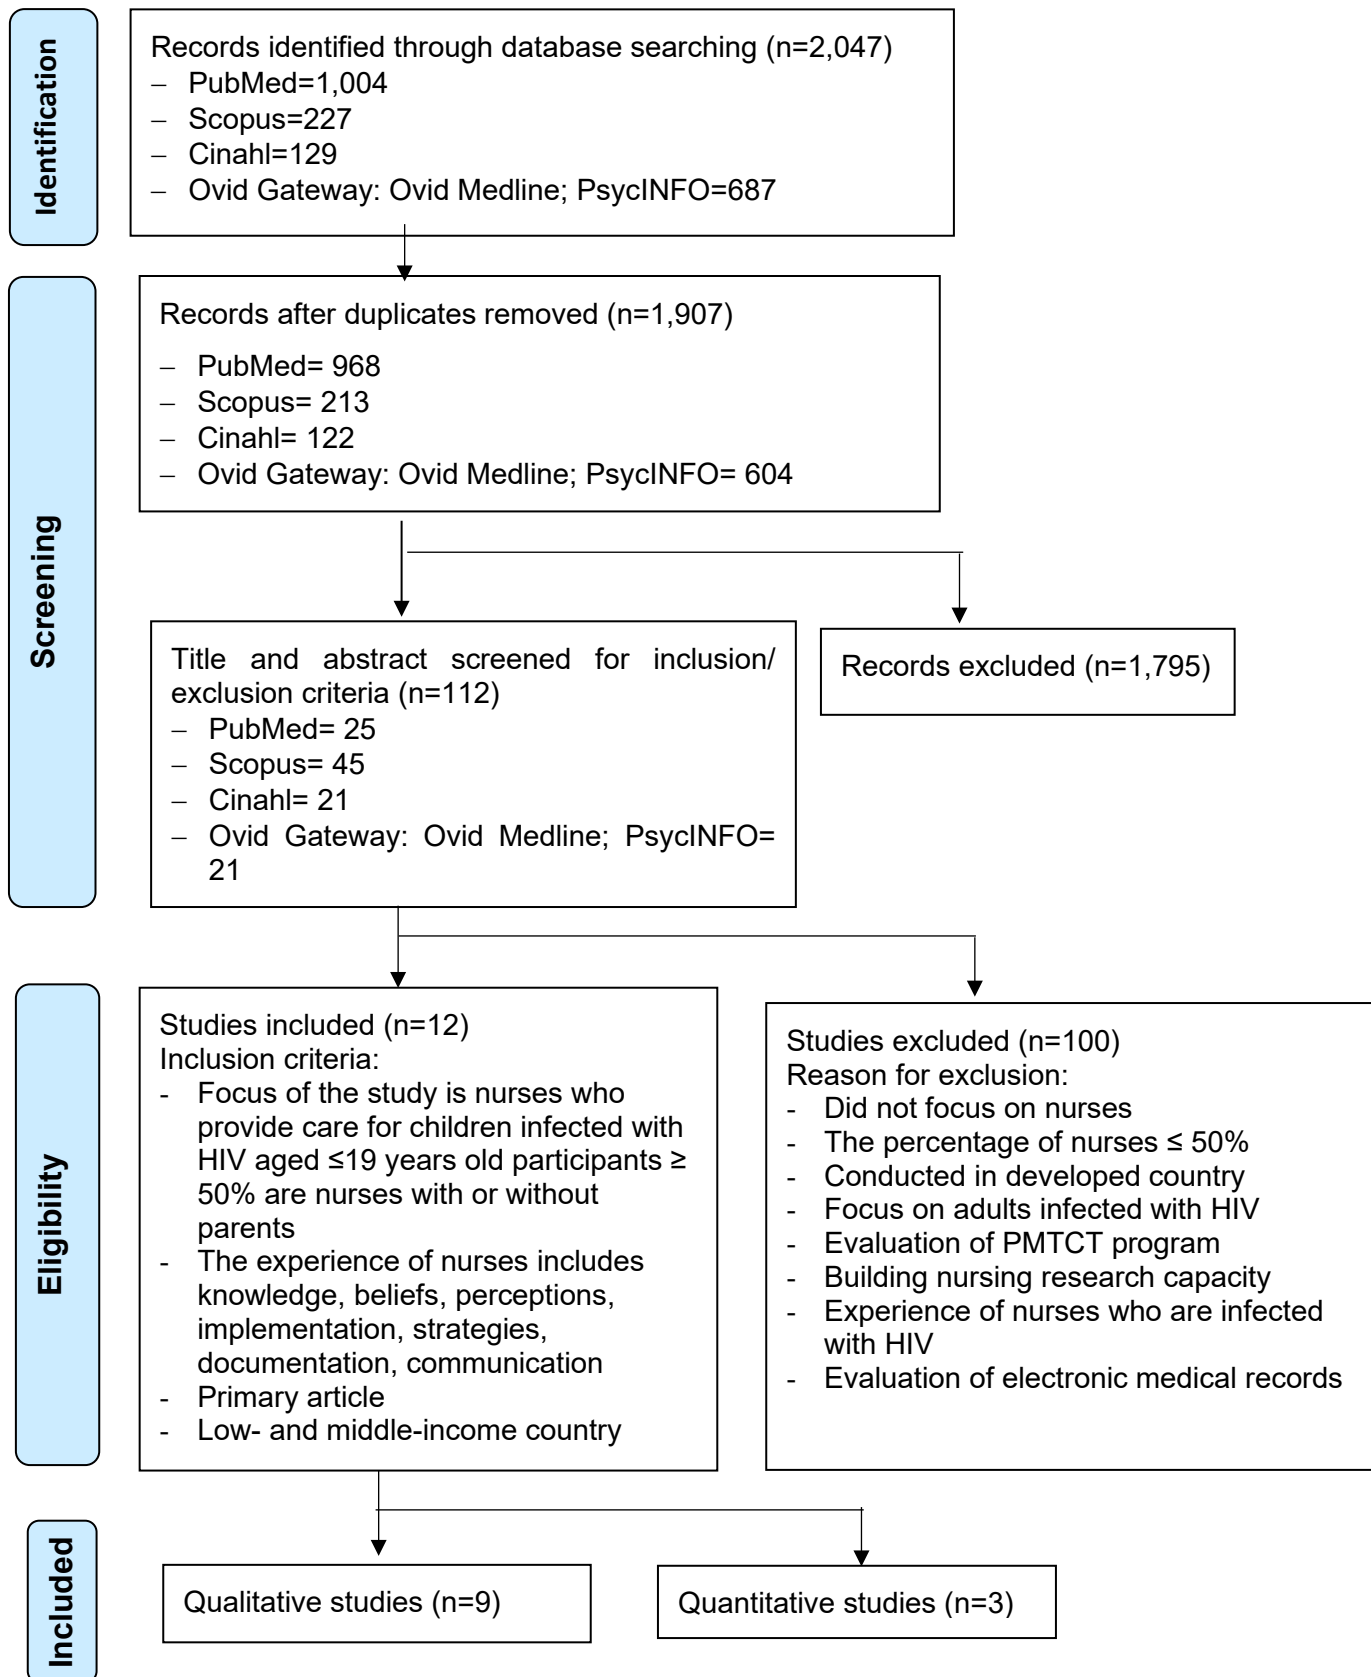 Identification
Records identified through database searching (n=2,047)
– PubMed=1,004
– Scopus=227
– Cinahl=129
– Ovid Gateway: Ovid Medline; PsycINFO=687
Screening
Records after duplicates removed (n=1,907)
– PubMed= 968
– Scopus= 213
– Cinahl= 122
– Ovid Gateway: Ovid Medline; PsycINFO= 604
Title and abstract screened for inclusion/
exclusion criteria (n=112)
– PubMed= 25
– Scopus= 45
– Cinahl= 21
– Ovid Gateway: Ovid Medline; PsycINFO=
21
Records excluded (n=1,795)
Eligibility
Studies included (n=12)
Inclusion criteria:
- Focus of the study is nurses who
provide care for children infected with
HIV aged ≤19 years old participants ≥
50% are nurses with or without
parents
- The experience of nurses includes
knowledge, beliefs, perceptions,
implementation, strategies,
documentation, communication
- Primary article
- Low- and middle-income country
Studies excluded (n=100)
Reason for exclusion:
- Did not focus on nurses
- The percentage of nurses ≤ 50%
- Conducted in developed country
- Focus on adults infected with HIV
- Evaluation of PMTCT program
- Building nursing research capacity
- Experience of nurses who are infected
with HIV
- Evaluation of electronic medical records
Included
Qualitative studies (n=9)
Quantitative studies (n=3)